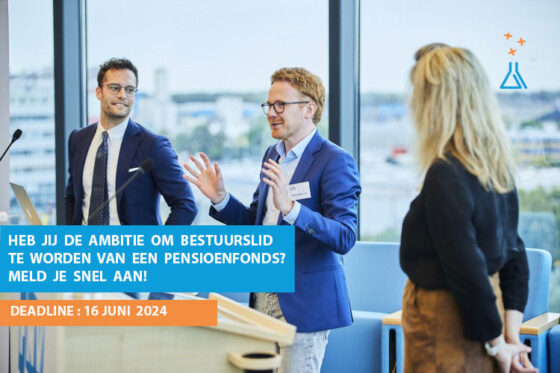 HEB JIJ DE AMBITIE OM BESTUURSLID
TE WORDEN VAN EEN PENSIOENFONDS?
MELD JE SNEL AAN!
DEADLINE : 16 JUNI 2024